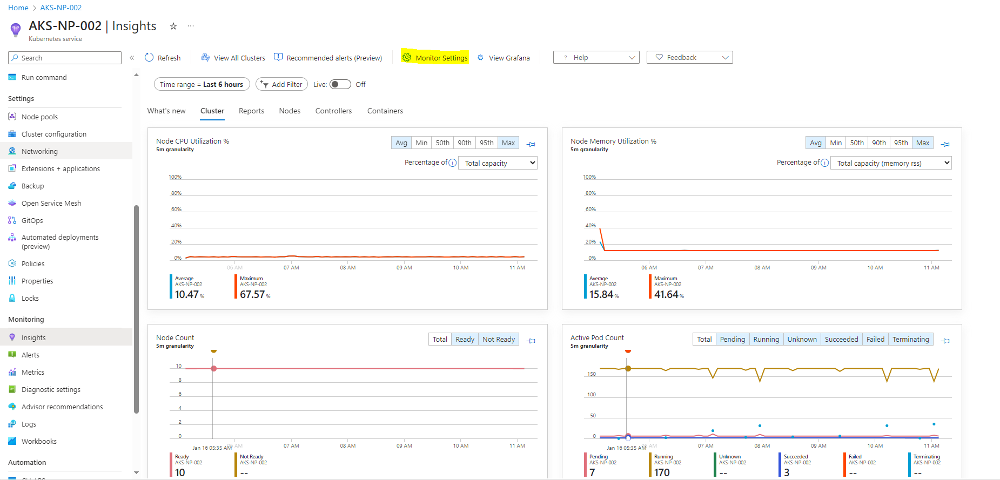 Home > AKS-NP-002
AKS-NP-002 | Insights
Kubernetes service
Search
Refresh
View All Clusters
Recommended alerts (Preview)
Monitor Settings
View Grafana
? Help
Feedback
Run command
Settings
Node pools
Cluster configuration
Networking
Extensions + applications
Backup
Open Service Mesh
GitOps
Automated deployments
(preview)
Policies
Properties
Locks
Monitoring
Insights
Alerts
Metrics
Diagnostic settings
Advisor recommendations
Logs
Workbooks
Automation
Time range = Last 6 hours
Add Filter
Live: Off
What's new Cluster Reports Nodes Controllers Containers
Node CPU Utilization %
5m granularity
Avg Min 50th 90th 95th Max
Percentage of Total capacity
100%
80%
60%
40%
20%
0%
06 AM 07 AM 08 AM 09 AM 10 AM 11 AM
Average
AKS-NP-002
10.47 %
Maximum
AKS-NP-002
67.57 %
Node Memory Utilization %
5m granularity
Avg Min 50th 90th 95th Max
Percentage of Total capacity (memory rss)
100%
80%
60%
40%
20%
0%
06 AM 07 AM 08 AM 09 AM 10 AM 11 AM
Average
AKS-NP-002
15.84 %
Maximum
AKS-NP-002
41.64 %
Node Count
5m granularity
Total Ready Not Ready
10
8
6
4
2
0
Jan 16 05:35 AM 06 AM 07 AM 08 AM 09 AM 10 AM 11 AM
Ready
AKS-NP-002
10
Not Ready
AKS-NP-002
--
Active Pod Count
5m granularity
Total Pending Running Unknown Succeeded Failed Terminating
150
100
50
0
Jan 16 05:35 AM 06 AM 07 AM 08 AM 09 AM 10 AM 11 AM
Pending
AKS-NP-002
7
Running
AKS-NP-002
170
Unknown
AKS-NP-002
--
Succeeded
AKS-NP-002
3
Failed
AKS-NP-002
--
Terminating
AKS-NP-002
--